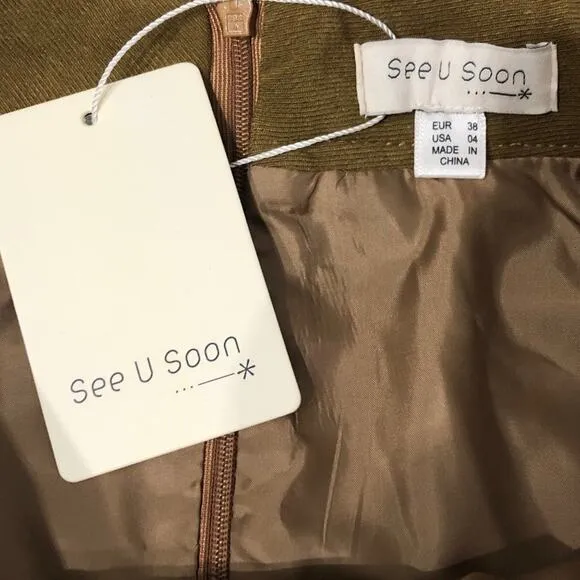 See U Soon
...—*
EUR 38
USA 04
MADE IN
CHINA
See U Soon
...—*